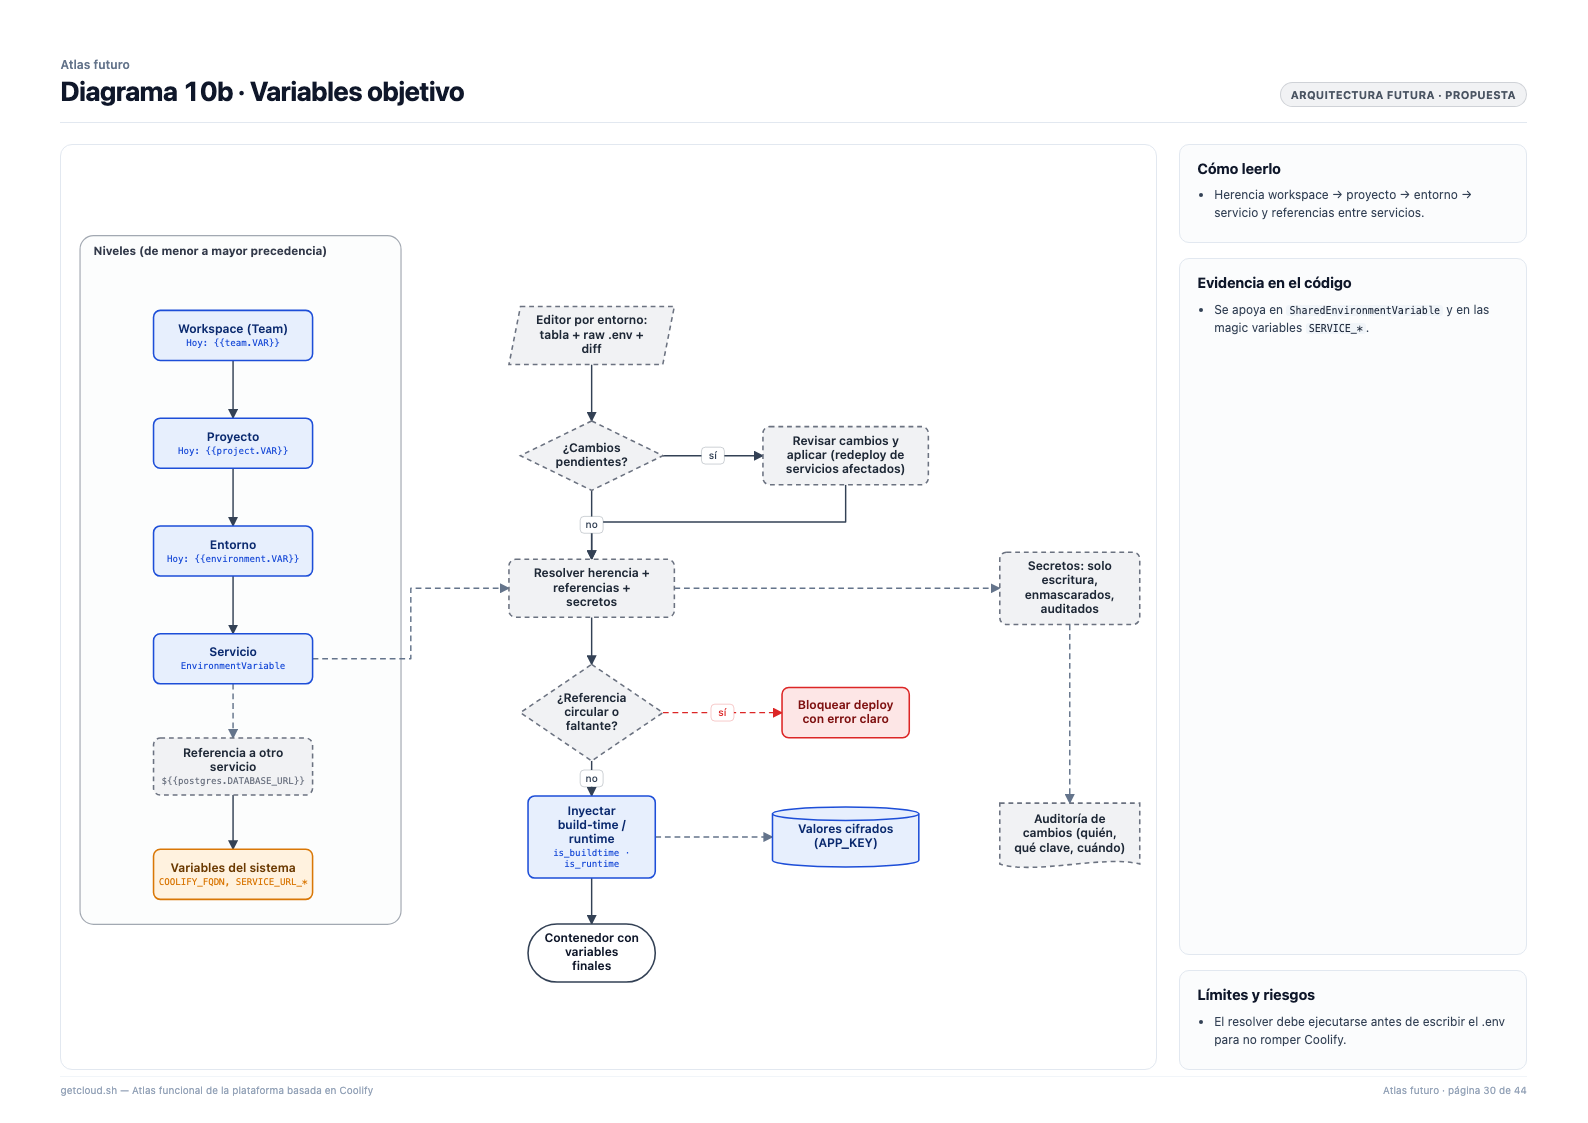 Atlas futuro
Diagrama 10b · Variables objetivo
ARQUITECTURA FUTURA · PROPUESTA
Niveles (de menor a mayor precedencia)
Workspace (Team)
Hoy: {{team.VAR}}
Proyecto
Hoy: {{project.VAR}}
Entorno
Hoy: {{environment.VAR}}
Servicio
EnvironmentVariable
Referencia a otro
servicio
${{postgres.DATABASE_URL}}
Variables del sistema
COOLIFY_FQDN, SERVICE_URL_*
Editor por entorno:
tabla + raw .env +
diff
¿Cambios
pendientes?
sí
Revisar cambios y
aplicar (redeploy de
servicios afectados)
no
Resolver herencia +
referencias +
secretos
Secretos: solo
escritura,
enmascarados,
auditados
¿Referencia
circular o
faltante?
sí
Bloquear deploy
con error claro
no
Inyectar
build-time /
runtime
is_buildtime ·
is_runtime
Valores cifrados
(APP_KEY)
Auditoría de
cambios (quién,
qué clave, cuándo)
Contenedor con
variables
finales
Cómo leerlo
• Herencia workspace → proyecto → entorno →
servicio y referencias entre servicios.
Evidencia en el código
• Se apoya en SharedEnvironmentVariable y en las
magic variables SERVICE_*.
Límites y riesgos
• El resolver debe ejecutarse antes de escribir el .env
para no romper Coolify.
getcloud.sh — Atlas funcional de la plataforma basada en Coolify
Atlas futuro · página 30 de 44